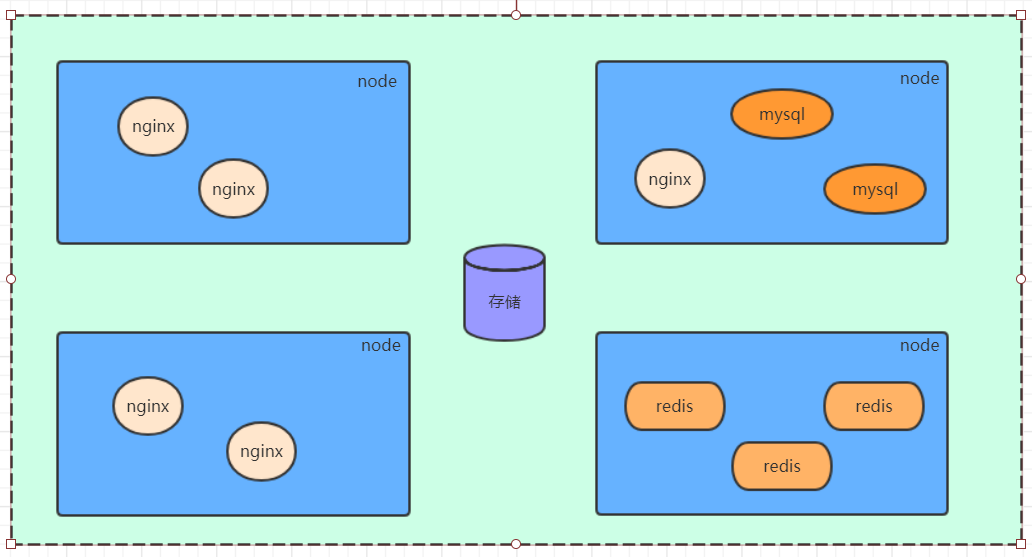 node
nginx
nginx
node
mysql
nginx
mysql
存储
node
nginx
nginx
node
redis
redis
redis